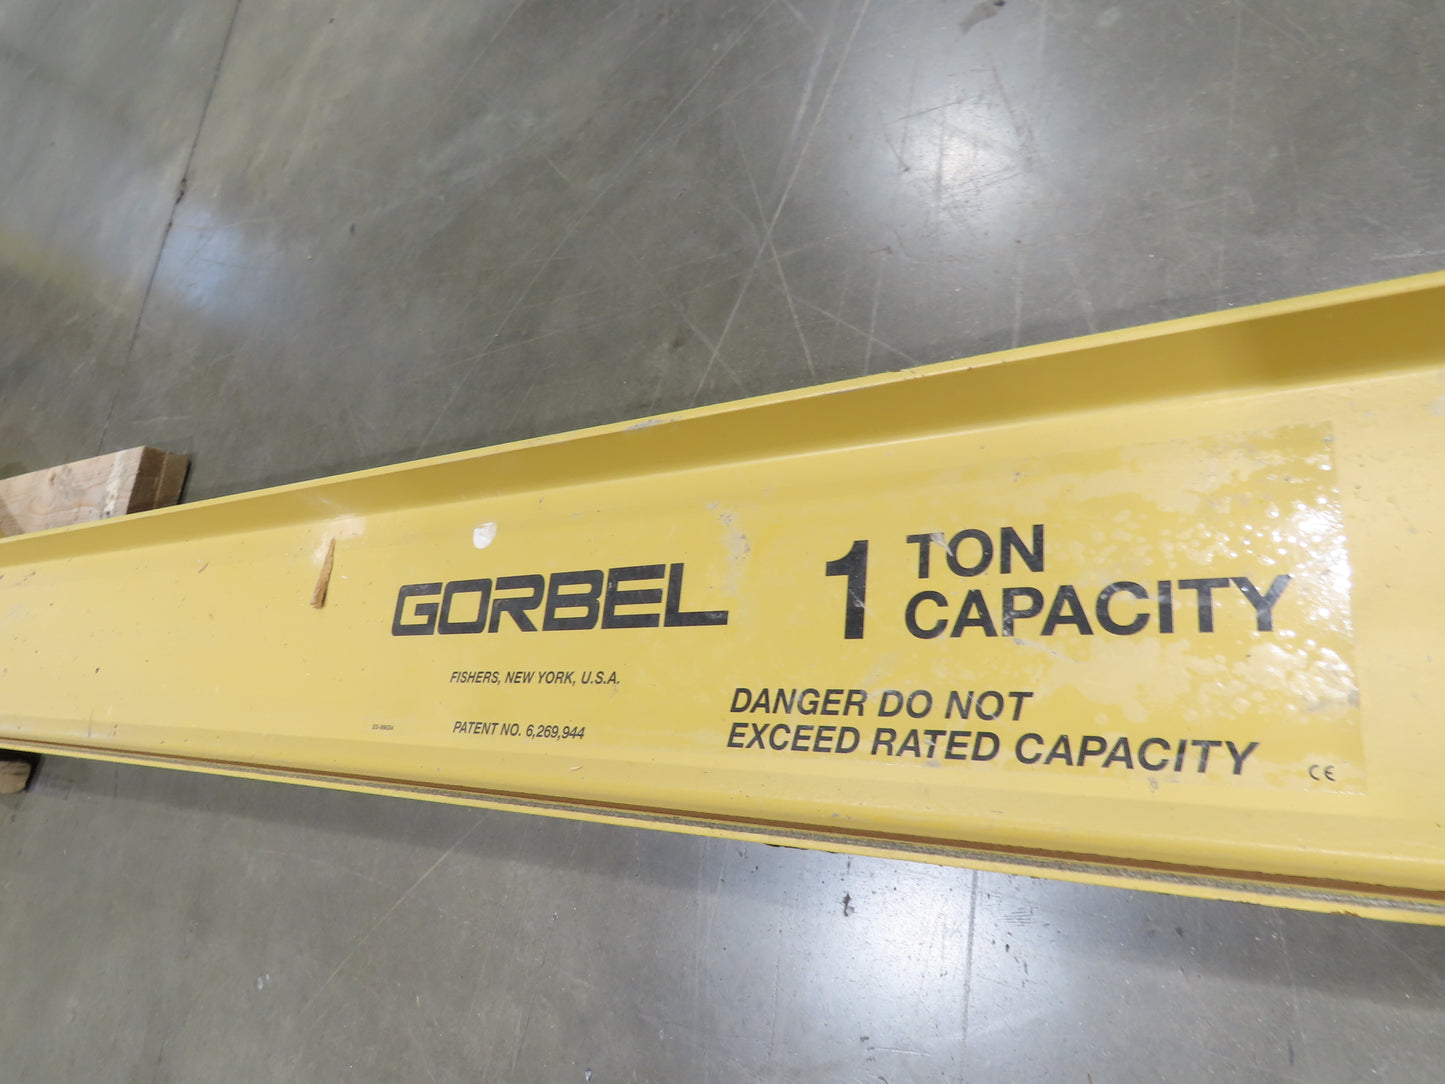 GORBEL
FISHERS, NEW YORK, U.S.A.
PATENT NO. 6,269,944
1 TON
CAPACITY
DANGER DO NOT
EXCEED RATED CAPACITY
CE